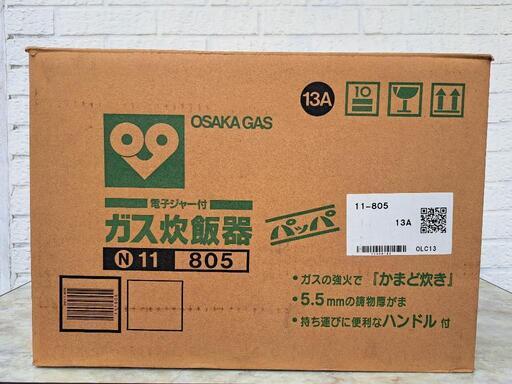 OSAKA GAS
13A
10
電子ジャー付
ガス炊飯器
N 11 805
パッパ
11-805
13A
OLC13
・ガスの強火で『かまど炊き』
・5.5mmの鋳物厚がま
・持ち運びに便利なハンドル付